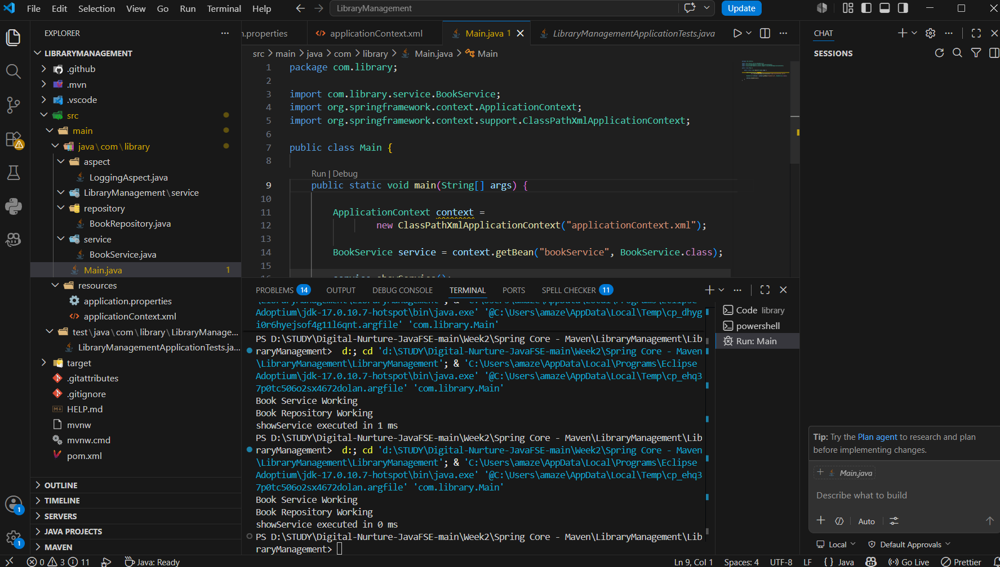 File Edit Selection View Go Run Terminal Help
LibraryManagement
Update
EXPLORER
LIBRARYMANAGEMENT
.github
.mvn
.vscode
src
main
java\com\library
aspect
LoggingAspect.java
LibraryManagement\service
repository
BookRepository.java
service
BookService.java
Main.java 1
resources
application.properties
applicationContext.xml
test\java\com\library\LibraryManage...
LibraryManagementApplicationTests.ja...
target
.gitattributes
.gitignore
HELP.md
mvnw
mvnw.cmd
pom.xml
OUTLINE
TIMELINE
SERVERS
JAVA PROJECTS
MAVEN
1
1
n.properties applicationContext.xml Main.java 1 LibraryManagementApplicationTests.java
src > main > java > com > library > Main.java > Main
1 package com.library;
2
3 import com.library.service.BookService;
4 import org.springframework.context.ApplicationContext;
5 import org.springframework.context.support.ClassPathXmlApplicationContext;
6
7 public class Main {
8
Run | Debug
9 public static void main(String[] args) {
10
11 ApplicationContext context =
12 new ClassPathXmlApplicationContext("applicationContext.xml");
13
14 BookService service = context.getBean("bookService", BookService.class);
15
16 service.showService();
PROBLEMS 14 OUTPUT DEBUG CONSOLE TERMINAL PORTS SPELL CHECKER 11
\LibraryManagement\LibraryManagement'; & 'C:\Users\amaze\AppData\Local\Programs\Eclipse
Adoptium\jdk-17.0.10.7-hotspot\bin\java.exe' '@C:\Users\amaze\AppData\Local\Temp\cp_dhyg
i0r6hyejsof4g11l6qnt.argfile' 'com.library.Main'
PS D:\STUDY\Digital-Nurture-JavaFSE-main\Week2\Spring Core - Maven\LibraryManagement\Lib
raryManagement> d:; cd 'd:\STUDY\Digital-Nurture-JavaFSE-main\Week2\Spring Core - Maven
\LibraryManagement\LibraryManagement'; & 'C:\Users\amaze\AppData\Local\Programs\Eclipse
Adoptium\jdk-17.0.10.7-hotspot\bin\java.exe' '@C:\Users\amaze\AppData\Local\Temp\cp_ehq3
7p0tc506o2sx4672dolan.argfile' 'com.library.Main'
Book Service Working
Book Repository Working
showService executed in 1 ms
PS D:\STUDY\Digital-Nurture-JavaFSE-main\Week2\Spring Core - Maven\LibraryManagement\Lib
raryManagement> d:; cd 'd:\STUDY\Digital-Nurture-JavaFSE-main\Week2\Spring Core - Maven
\LibraryManagement\LibraryManagement'; & 'C:\Users\amaze\AppData\Local\Programs\Eclipse
Adoptium\jdk-17.0.10.7-hotspot\bin\java.exe' '@C:\Users\amaze\AppData\Local\Temp\cp_ehq3
7p0tc506o2sx4672dolan.argfile' 'com.library.Main'
Book Service Working
Book Repository Working
showService executed in 0 ms
PS D:\STUDY\Digital-Nurture-JavaFSE-main\Week2\Spring Core - Maven\LibraryManagement\Lib
raryManagement>
Code library
powershell
Run: Main
CHAT
SESSIONS
Tip: Try the Plan agent to research and plan
before implementing changes.
Main.java
Describe what to build
Auto
Local Default Approvals
0 3 11 Java: Ready
Ln 9, Col 1 Spaces: 4 UTF-8 LF {} Java Go Live Prettier